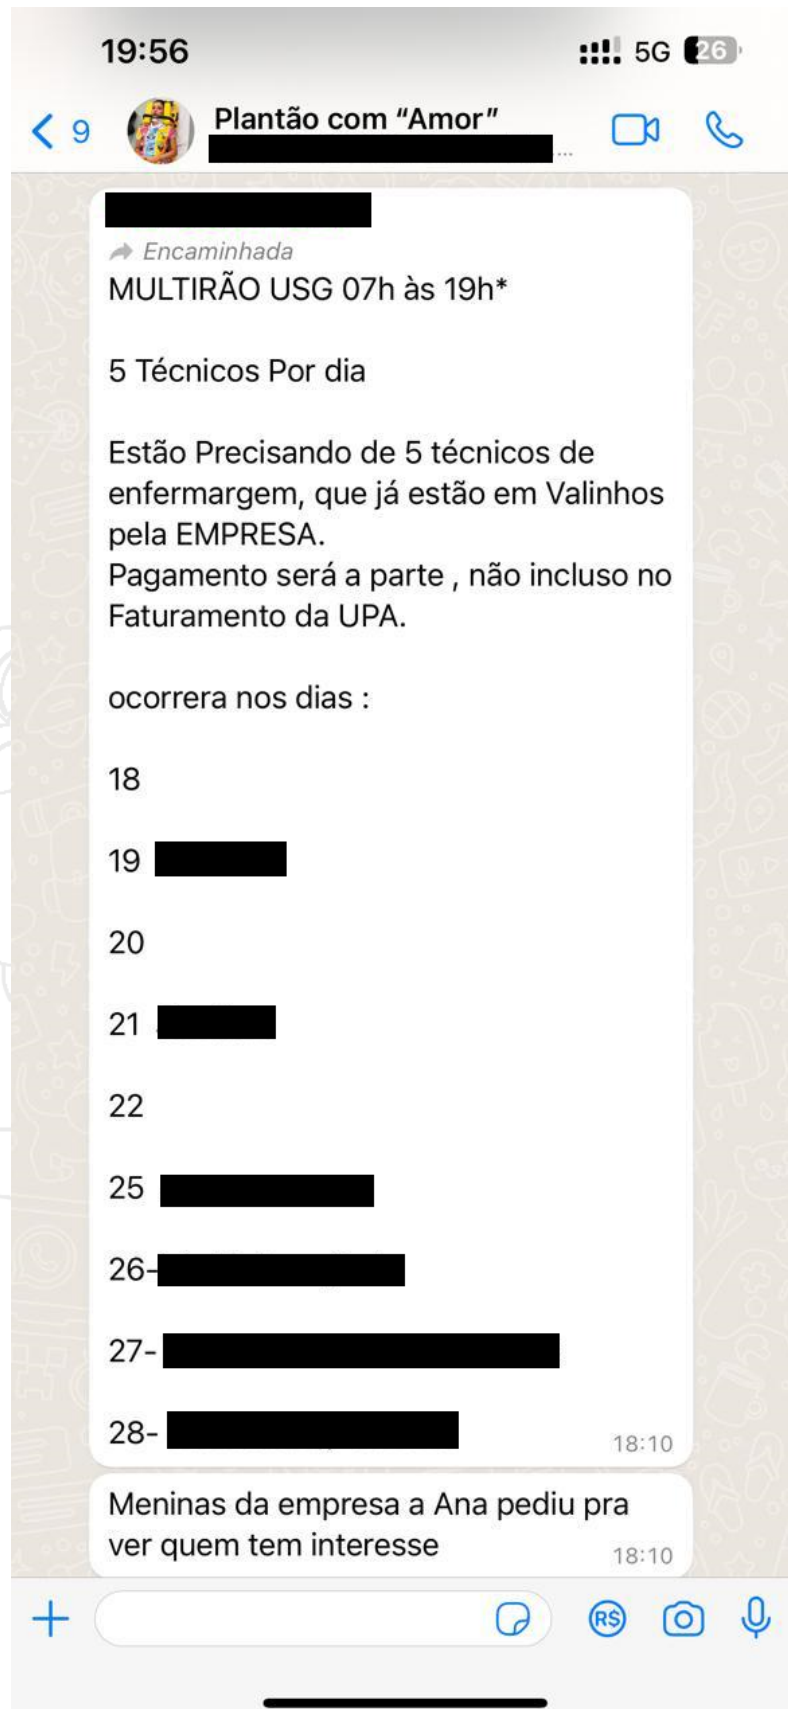 19:56
5G 26
9
Plantão com “Amor”
...
Encaminhada
MULTIRÃO USG 07h às 19h*
5 Técnicos Por dia
Estão Precisando de 5 técnicos de
enfermargem, que já estão em Valinhos
pela EMPRESA.
Pagamento será a parte , não incluso no
Faturamento da UPA.
ocorrera nos dias :
18
19
20
21
22
25
26-
27-
28-
18:10
Meninas da empresa a Ana pediu pra
ver quem tem interesse
18:10
R$